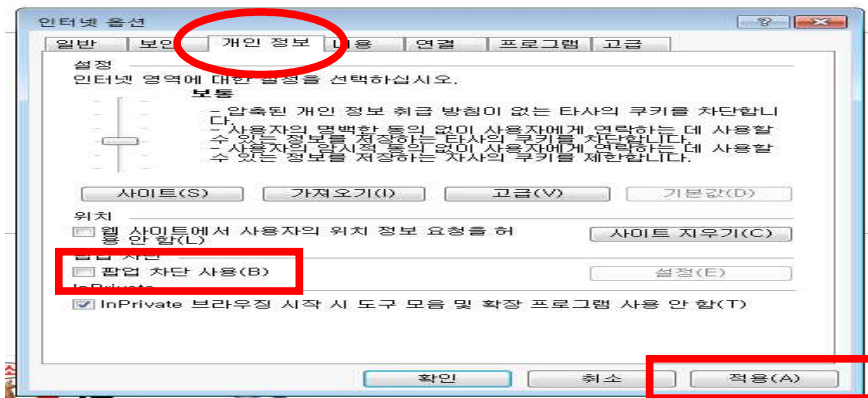 인터넷 옵션
일반 보안 개인 정보 내용 연결 프로그램 고급
설정
인터넷 영역에 대한 설정을 선택하십시오.
보통
- 압축된 개인 정보 취급 방침이 없는 타사의 쿠키를 차단합니
다.
- 사용자의 명백한 동의 없이 사용자에게 연락하는 데 사용할
수 있는 정보를 저장하는 타사의 쿠키를 차단합니다.
- 사용자의 암시적 동의 없이 사용자에게 연락하는 데 사용할
수 있는 정보를 저장하는 자사의 쿠키를 제한합니다.
사이트(S) 가져오기(I) 고급(V) 기본값(D)
위치
웹 사이트에서 사용자의 위치 정보 요청을 허
용 안 함(L)
사이트 지우기(C)
팝업 차단
팝업 차단 사용(B)
설정(E)
InPrivate
InPrivate 브라우징 시작 시 도구 모음 및 확장 프로그램 사용 안 함(T)
확인 취소 적용(A)